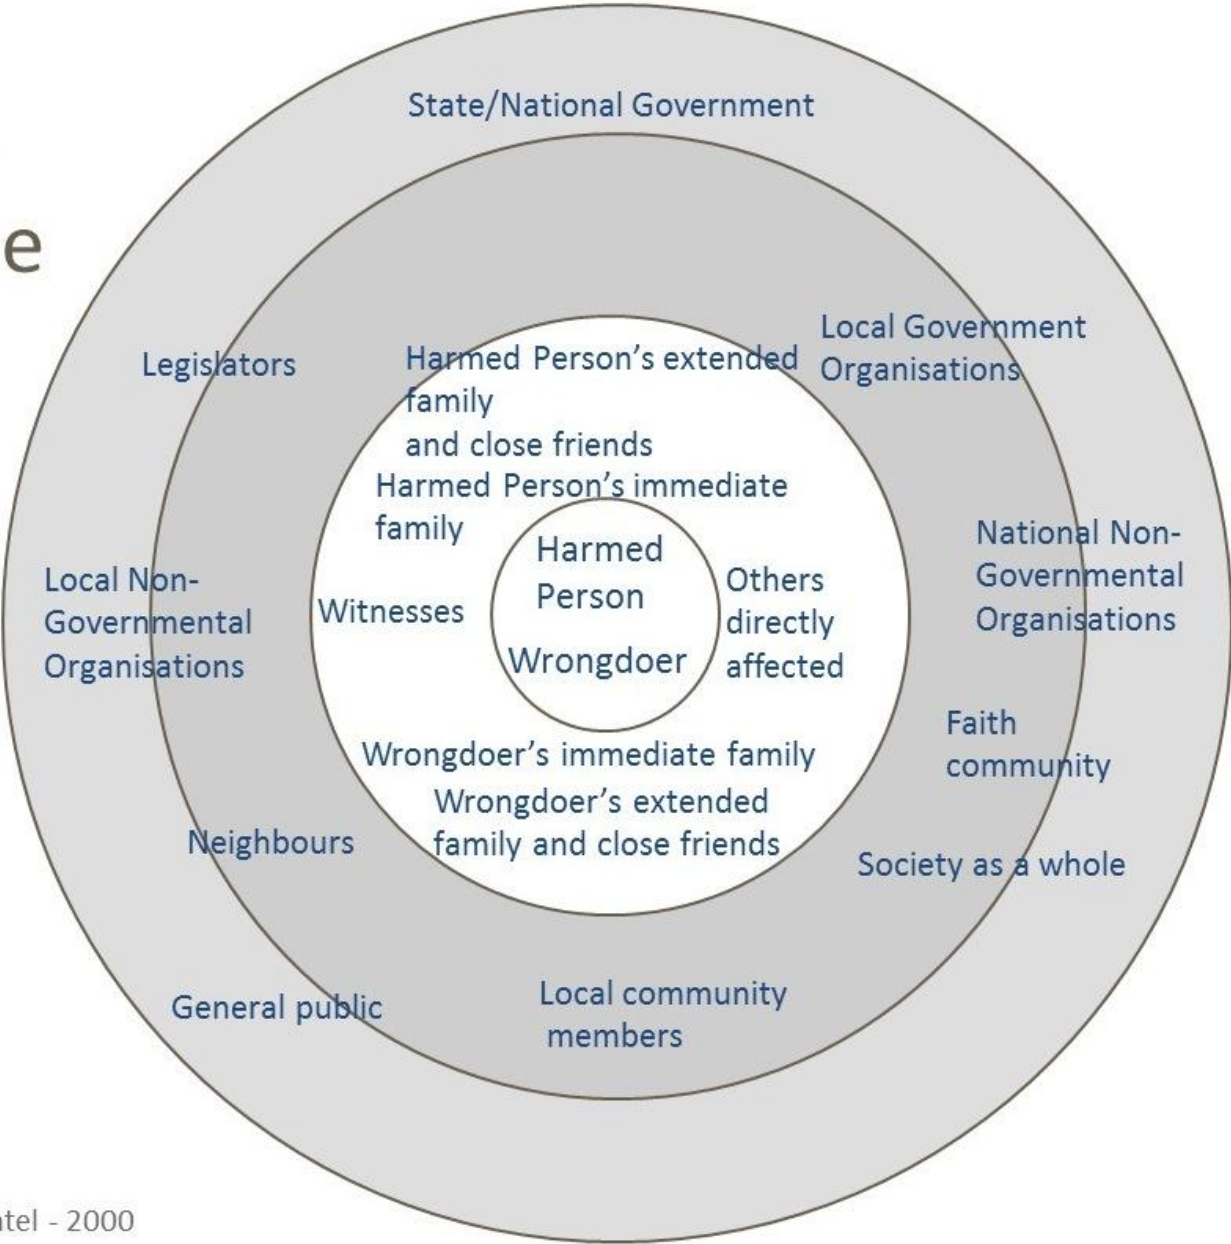 State/National Government
e
Local Government
Organisations
Legislators
Harmed Person's extended
family
and close friends
Harmed Person's immediate
family
Harmed
Person
Wrongdoer
National Non-
Governmental
Organisations
Local Non-
Governmental
Organisations
Witnesses
Others
directly
affected
Faith
community
Wrongdoer's immediate family
Wrongdoer's extended
family and close friends
Neighbours
Society as a whole
General public
Local community
members
tel - 2000